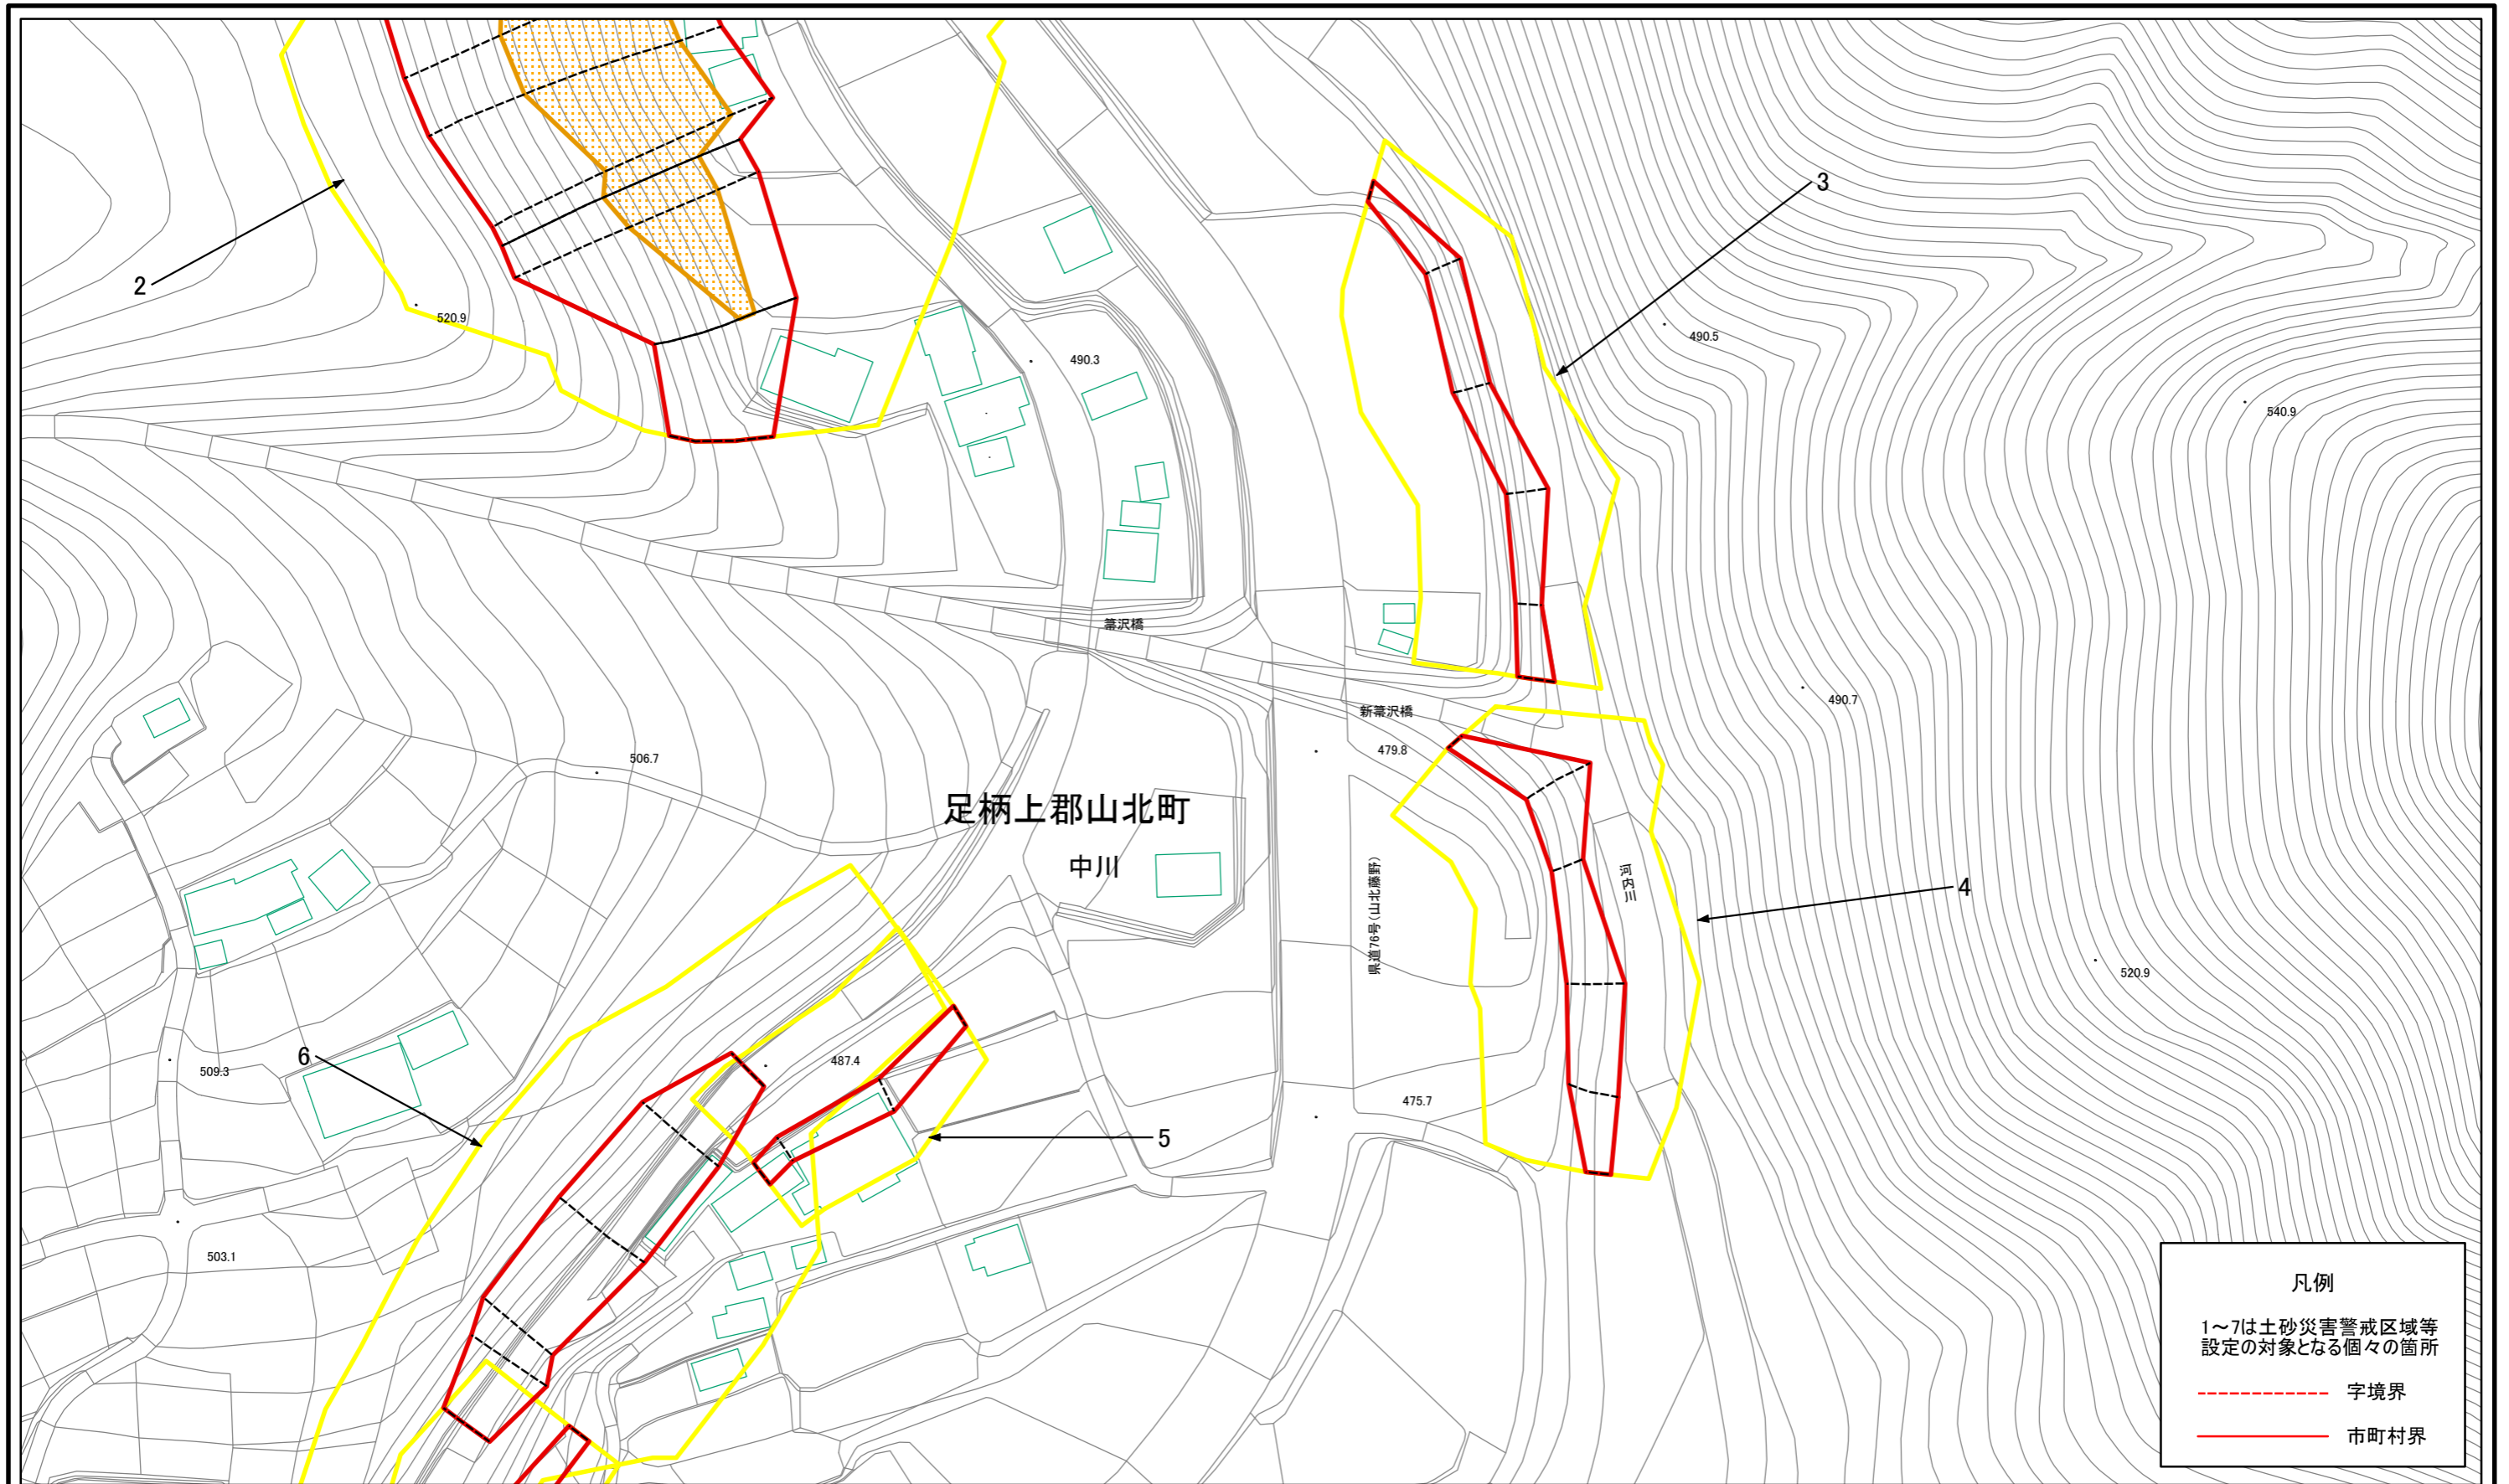 3
2
520.9
490.5
490.3
540.9
箒沢橋
490.7
新箒沢橋
479.8
506.7
足柄上郡山北町
中川
県道76号(山北藤野)
河内川
4
520.9
6
487.4
509.3
475.7
5
503.1
凡例
1～7は土砂災害警戒区域等
設定の対象となる個々の箇所
字境界
市町村界